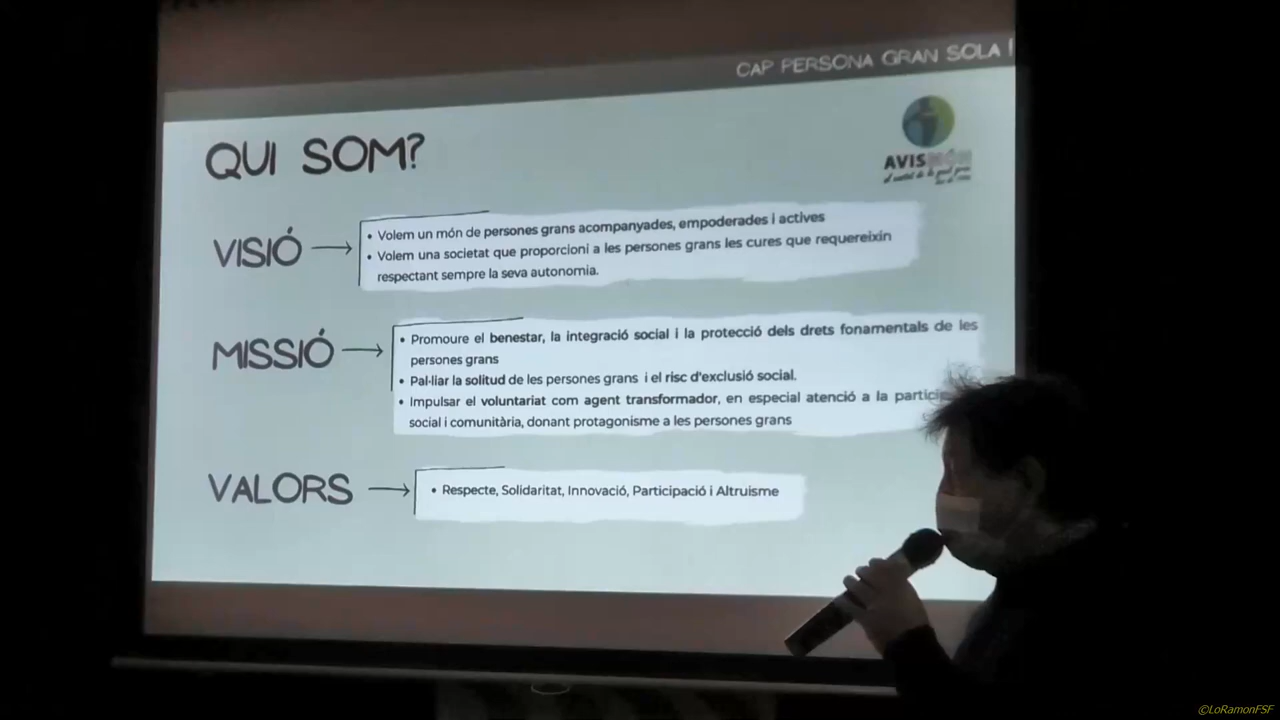 CAP PERSONA GRAN SOLA
QUI SOM?
AVISMÓN
VISIÓ
• Volem un món de persones grans acompanyades, empoderades i actives
• Volem una societat que proporcioni a les persones grans les cures que requereixin
respectant sempre la seva autonomia.
MISSIÓ
• Promoure el benestar, la integració social i la protecció dels drets fonamentals de les
persones grans
• Pal·liar la solitud de les persones grans i el risc d'exclusió social.
• Impulsar el voluntariat com agent transformador, en especial atenció a la
social i comunitària, donant protagonisme a les persones grans
VALORS
• Respecte, Solidaritat, Innovació, Participació i Altruisme
©LoRamonFSF